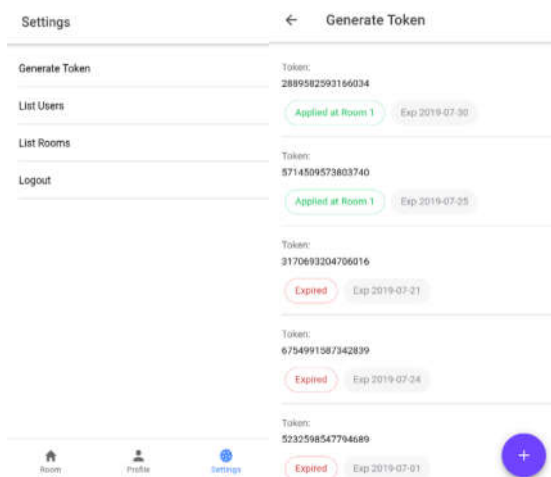 Settings
Generate Token
List Users
List Rooms
Logout
Room
Profile
Settings
Generate Token
Token:
2889582593166034
Applied at Room 1
Exp 2019-07-30
Token:
5714509573803740
Applied at Room 1
Exp 2019-07-25
Token:
3170693204706016
Expired
Exp 2019-07-21
Token:
6754991587342839
Expired
Exp 2019-07-24
Token:
5232598547794689
Expired
Exp 2019-07-01